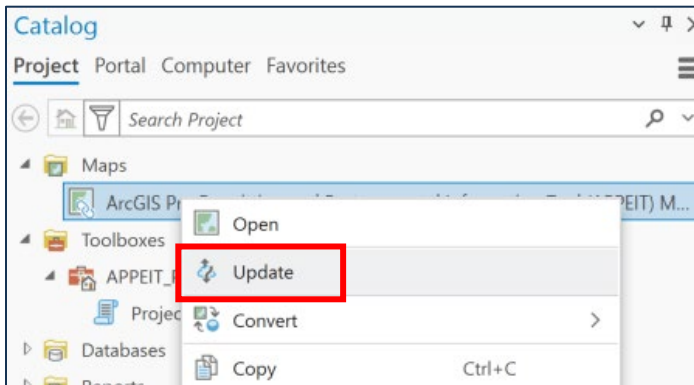 Catalog
Project Portal Computer Favorites
Search Project
Maps
ArcGIS Pr EIT) M...
Open
Toolboxes
Update
APPEIT_
Projec
Convert
Databases
Copy Ctrl+C